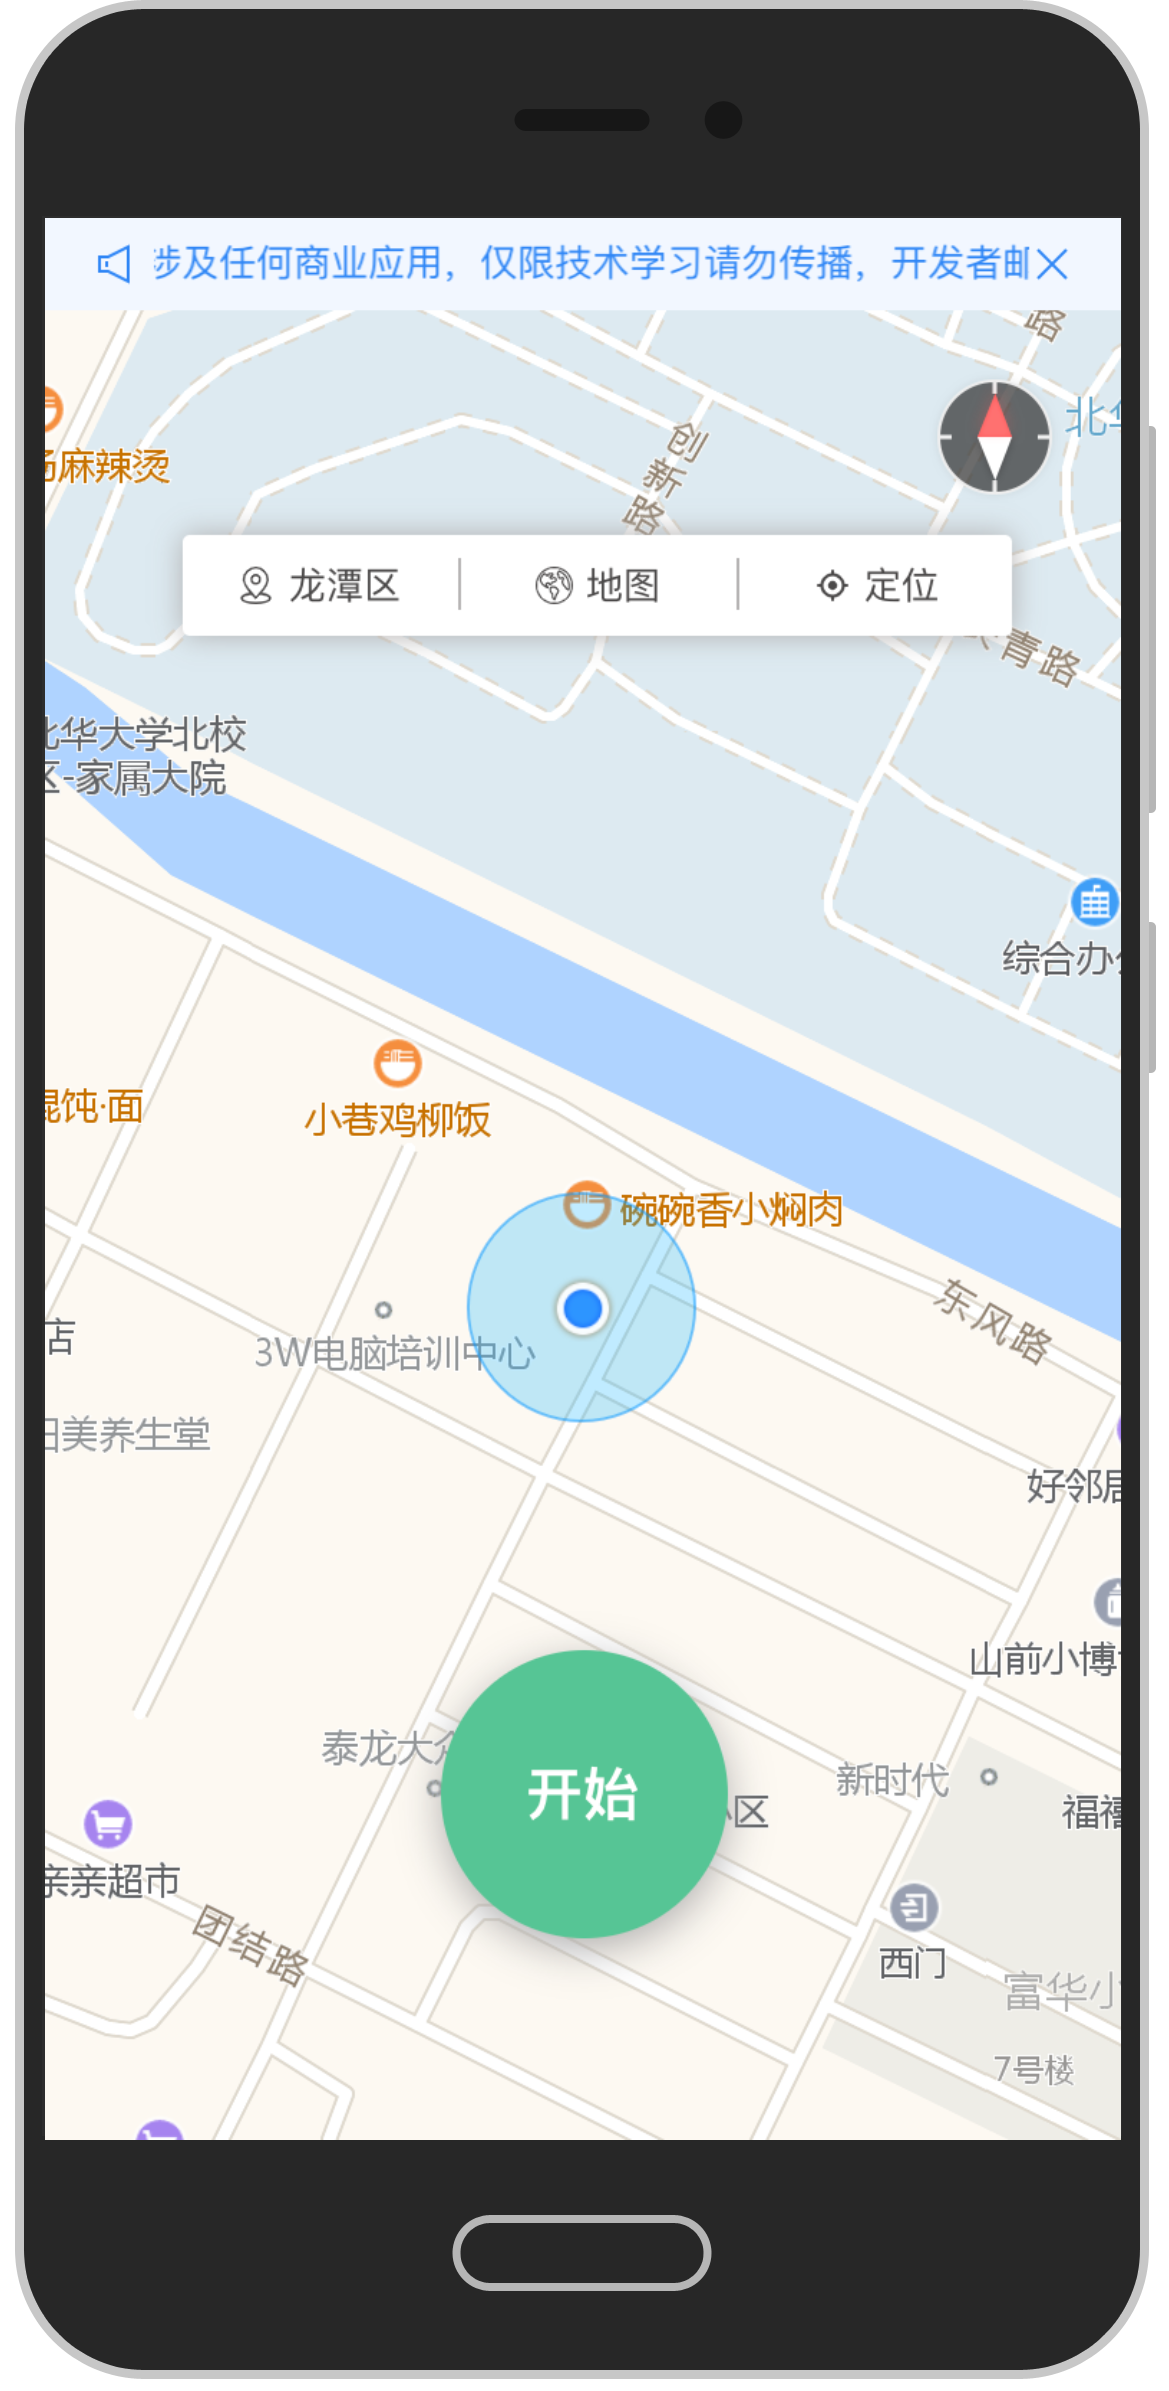 涉及任何商业应用，仅限技术学习请勿传播，开发者邮
路
北华
创新路
麻辣烫
龙潭区
地图
定位
青路
北华大学北校
区-家属大院
综合办公
小巷鸡柳饭
馄饨·面
碗碗香小焖肉
东风路
店
3W电脑培训中心
美养生堂
好邻居
山前小博
泰龙大众
开始
新时代
小区
福禧
亲亲超市
团结路
西门
富华小
7号楼